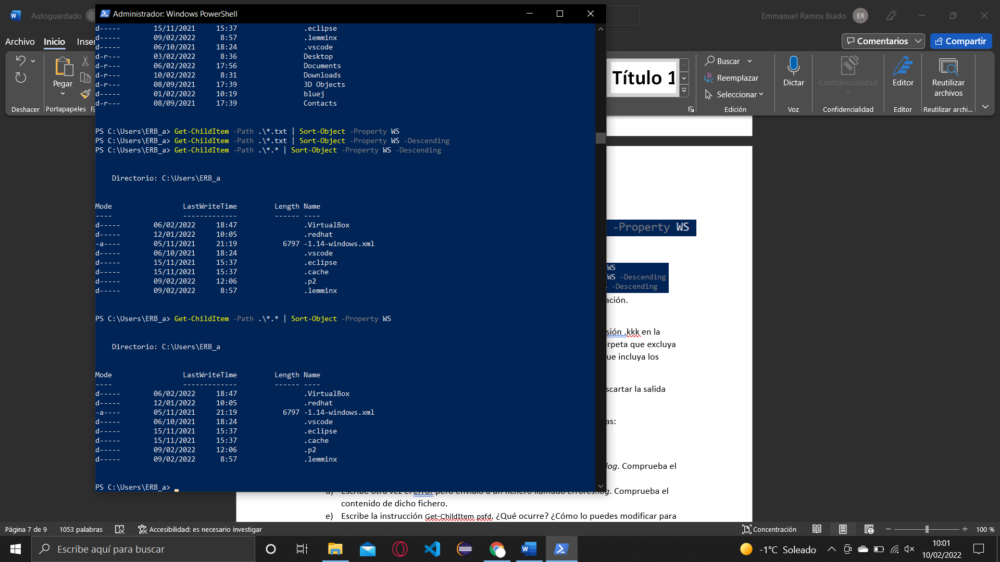 Autoguardado
Administrador: Windows PowerShell
Emmanuel Ramos Biado
ER
Archivo
Inicio
Inser
Comentarios
Compartir
Pegar
Deshacer
Portapapeles
Título 1
Buscar
Reemplazar
Seleccionar
Edición
Dictar
Voz
Confidencialidad
Confidencialidad
Editor
Editor
Reutilizar
archivos
Reutilizar archi...
d-----        15/11/2021     15:37                .eclipse
d-----        09/02/2022      8:57                .lemminx
d-----        06/10/2021     18:24                .vscode
d-r---        03/02/2022      8:36                Desktop
d-r---        06/02/2022     17:56                Documents
d-r---        10/02/2022      8:31                Downloads
d-r---        08/09/2021     17:39                3D Objects
d-----        01/02/2022     10:19                bluej
d-r---        08/09/2021     17:39                Contacts
PS C:\Users\ERB_a> Get-ChildItem -Path .\*.txt | Sort-Object -Property WS
PS C:\Users\ERB_a> Get-ChildItem -Path .\*.txt | Sort-Object -Property WS -Descending
PS C:\Users\ERB_a> Get-ChildItem -Path .\*.* | Sort-Object -Property WS -Descending
Directorio: C:\Users\ERB_a
Mode                 LastWriteTime         Length Name
----                 -------------         ------ ----
d-----        06/02/2022     18:47                .VirtualBox
d-----        12/01/2022     10:05                .redhat
-a----        05/11/2021     21:19           6797 -1.14-windows.xml
d-----        06/10/2021     18:24                .vscode
d-----        15/11/2021     15:37                .eclipse
d-----        15/11/2021     15:37                .cache
d-----        09/02/2022     12:06                .p2
d-----        09/02/2022      8:57                .lemminx
PS C:\Users\ERB_a> Get-ChildItem -Path .\*.* | Sort-Object -Property WS
Directorio: C:\Users\ERB_a
Mode                 LastWriteTime         Length Name
----                 -------------         ------ ----
d-----        06/02/2022     18:47                .VirtualBox
d-----        12/01/2022     10:05                .redhat
-a----        05/11/2021     21:19           6797 -1.14-windows.xml
d-----        06/10/2021     18:24                .vscode
d-----        15/11/2021     15:37                .eclipse
d-----        15/11/2021     15:37                .cache
d-----        09/02/2022     12:06                .p2
d-----        09/02/2022      8:57                .lemminx
PS C:\Users\ERB_a>
-Property WS
WS
WS -Descending
-Descending
ación.
sión .kkk en la
rpeta que excluya
ue incluya los
scartar la salida
as:
log. Comprueba el
d) Escribe otra vez el error pero envíalo a un fichero llamado errores.log. Comprueba el
contenido de dicho fichero.
e) Escribe la instrucción Get-ChildItem psfd. ¿Qué ocurre? ¿Cómo lo puedes modificar para
Página 7 de 9
1053 palabras
Accesibilidad: es necesario investigar
Concentración
100 %
Escribe aquí para buscar
-1°C Soleado
10:01
10/02/2022